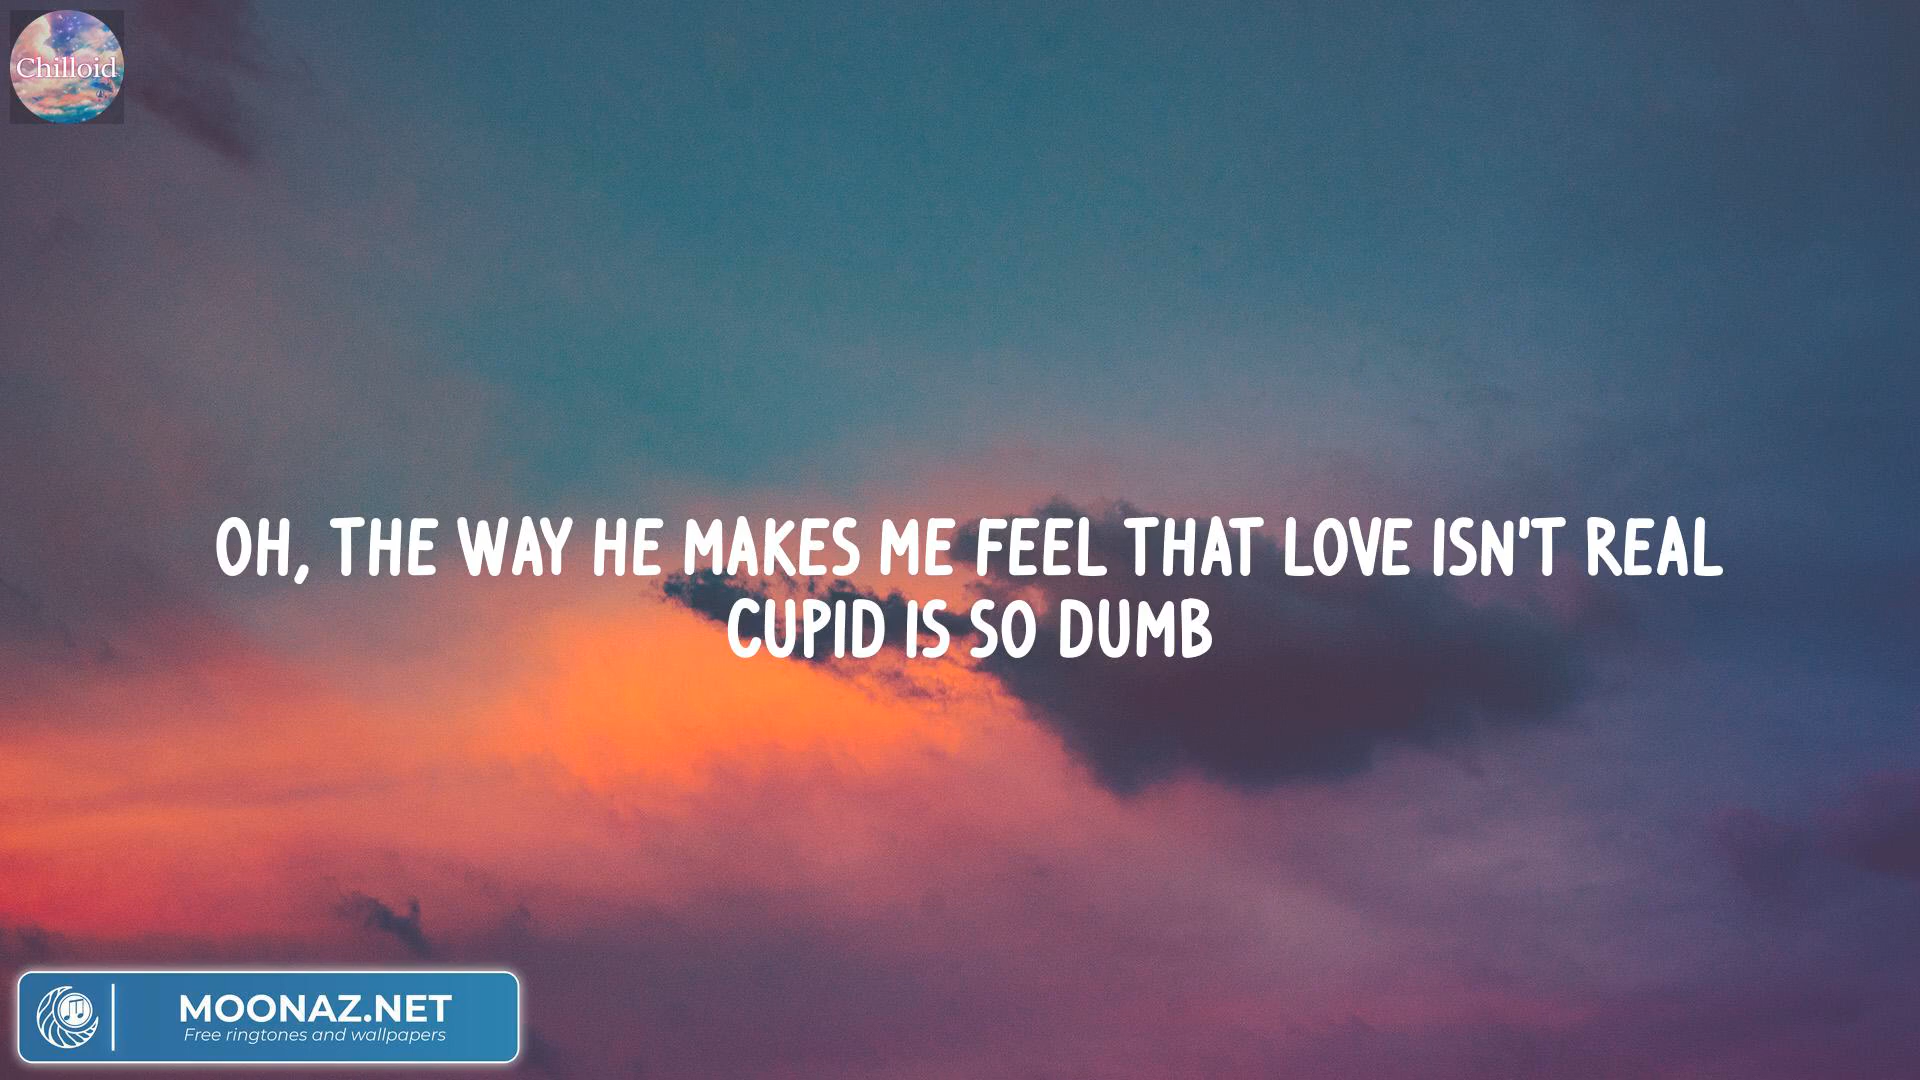 Chilloid
OH, THE WAY HE MAKES ME FEEL THAT LOVE ISN'T REAL
CUPID IS SO DUMB
MOONAZ.NET
Free ringtones and wallpapers